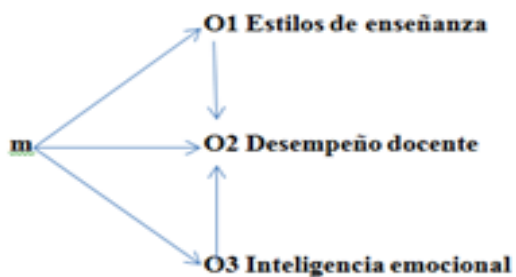 O1 Estilos de enseñanza
m
O2 Desempeño docente
O3 Inteligencia emocional